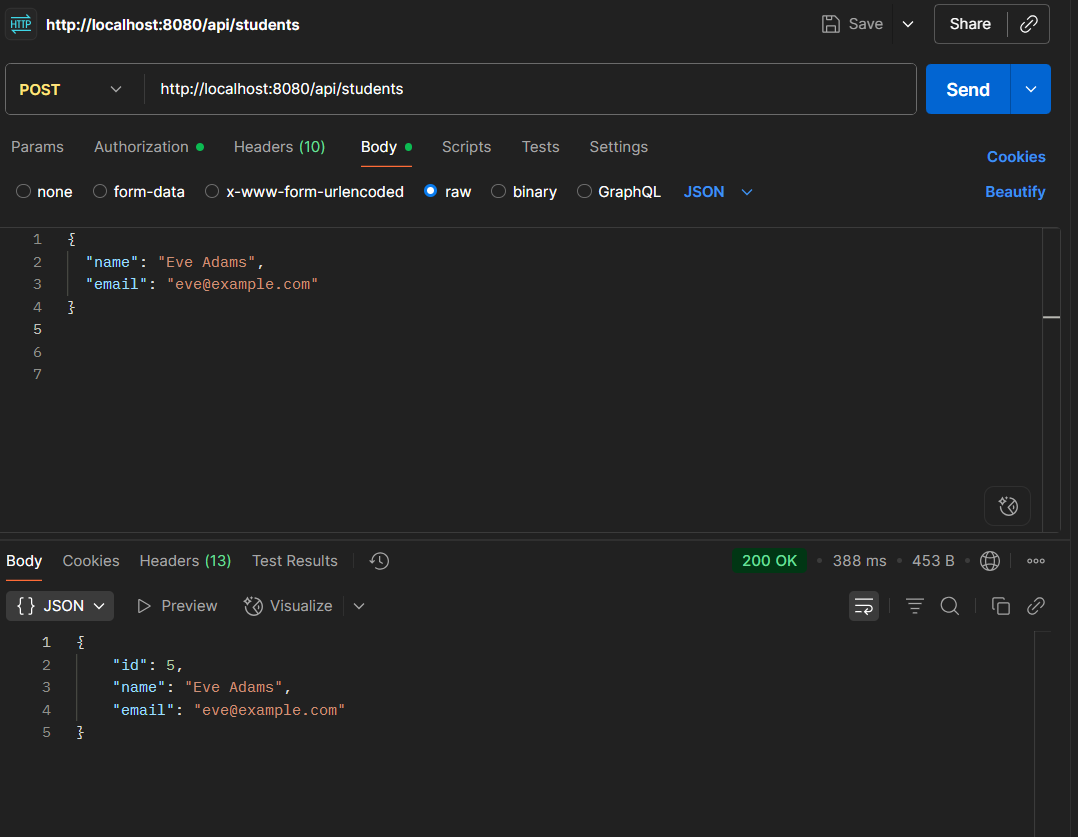 HTTP http://localhost:8080/api/students Save Share
POST http://localhost:8080/api/students Send
Params Authorization Headers (10) Body Scripts Tests Settings Cookies
none form-data x-www-form-urlencoded raw binary GraphQL JSON Beautify
1 {
2 "name": "Eve Adams",
3 "email": "eve@example.com"
4 }
5
6
7
Body Cookies Headers (13) Test Results 200 OK • 388 ms • 453 B •
{} JSON Preview Visualize
1 {
2 "id": 5,
3 "name": "Eve Adams",
4 "email": "eve@example.com"
5 }